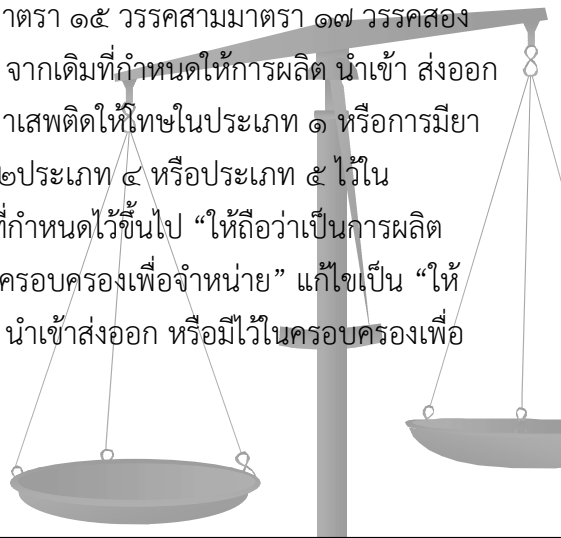 าตรา ๑๕ วรรคสามมาตรา ๑๗ วรรคสอง
จากเดิมที่กำหนดให้การผลิต นำเข้า ส่งออก
าเสพติดให้โทษในประเภท ๑ หรือการมียา
๒ประเภท ๔ หรือประเภท ๕ ไว้ใน
ที่กำหนดไว้ขึ้นไป “ให้ถือว่าเป็นการผลิต
ครอบครองเพื่อจำหน่าย” แก้ไขเป็น “ให้
นำเข้าส่งออก หรือมีไว้ในครอบครองเพื่อ